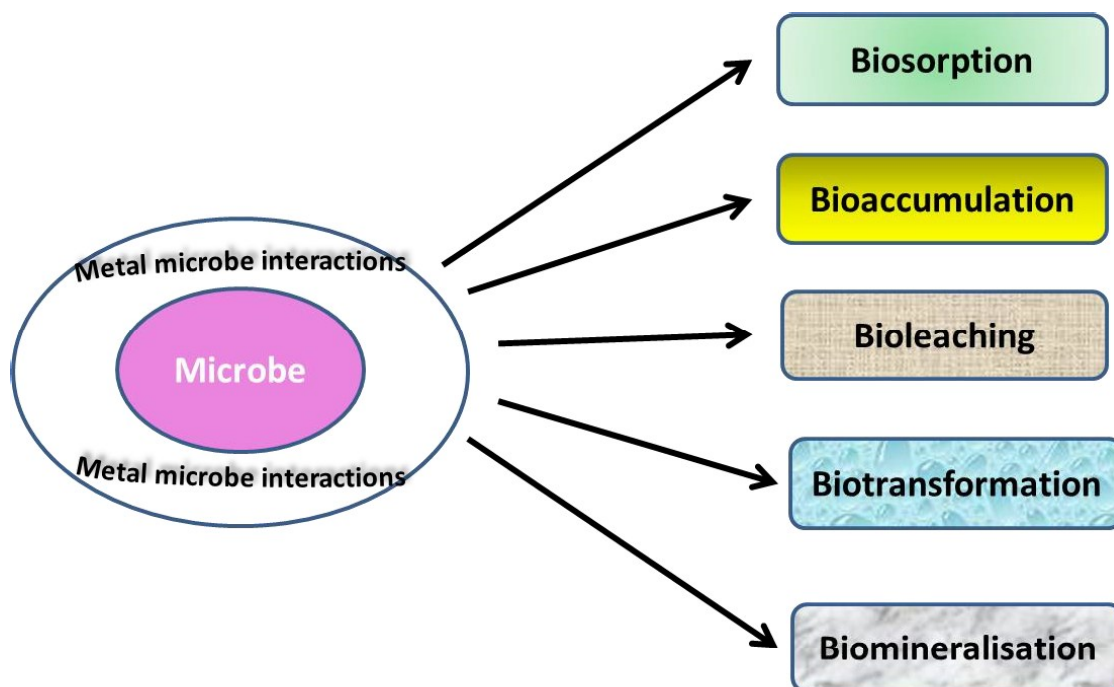 Biosorption
Bioaccumulation
Metal microbe interactions
Bioleaching
Microbe
Metal microbe interactions
Biotransformation
Biomineralisation